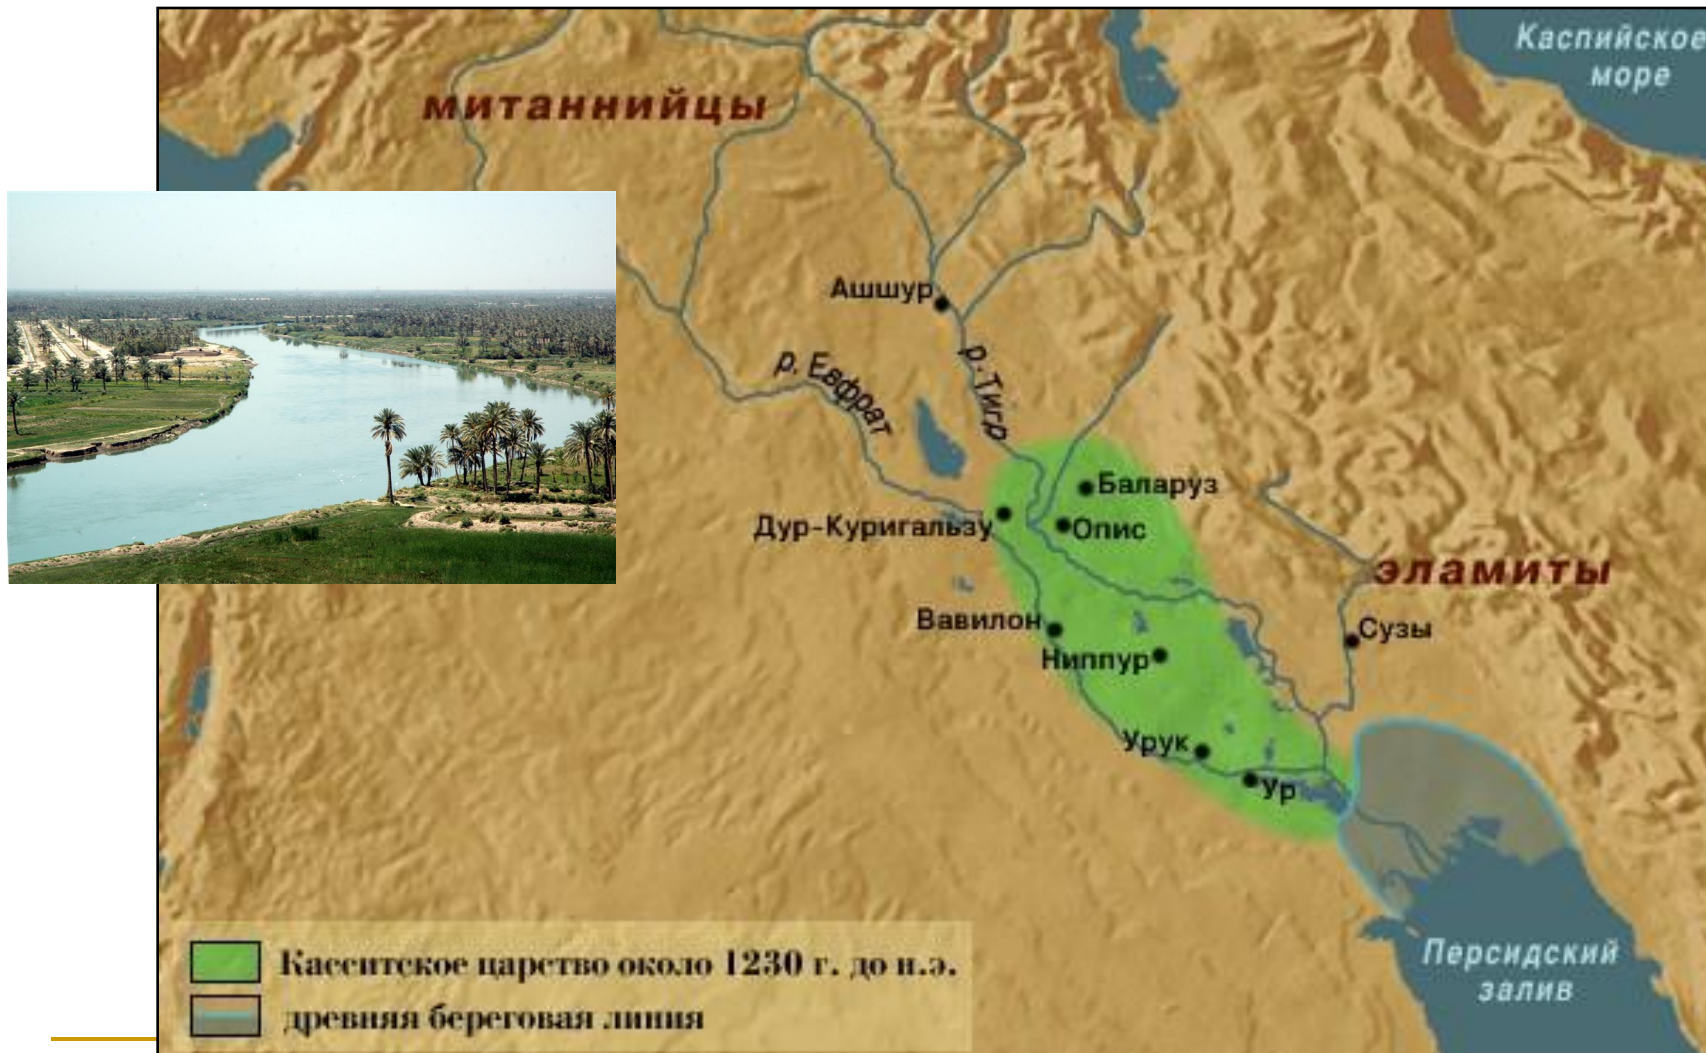 Каспийское
море
митаннийцы
Ашшур
р. Евфрат
р. Тигр
Баларуз
Дур-Куригальзу
Опис
эламиты
Вавилон
Сузы
Ниппур
Урук
Ур
Персидский
залив
Касситское царство около 1230 г. до н.э.
древняя береговая линия